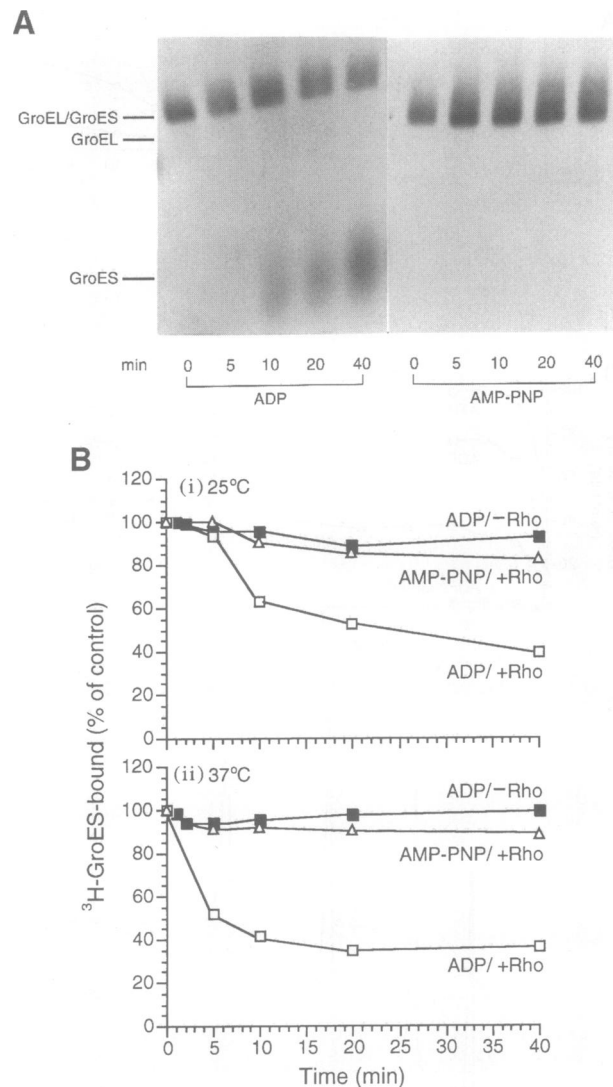 A
GroEL/GroES
GroEL
GroES
min 0 5 10 20 40 0 5 10 20 40
ADP AMP-PNP
B
(i) 25°C
120
100
80
60
40
20
0
ADP/−Rho
AMP-PNP/ +Rho
ADP/ +Rho
³H-GroES-bound (% of control)
(ii) 37°C
120
100
80
60
40
20
0
ADP/−Rho
AMP-PNP/ +Rho
ADP/ +Rho
0 5 10 15 20 25 30 35 40
Time (min)